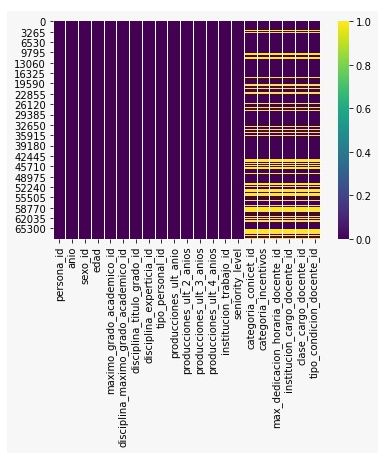 0
3265
6530
9795
13060
16325
19590
22855
26120
29385
32650
35915
39180
42445
45710
48975
52240
55505
58770
62035
65300
persona_id
anio
sexo_id
edad
maximo_grado_academico_id
disciplina_maximo_grado_academico_id
disciplina_titulo_grado_id
disciplina_experticia_id
tipo_personal_id
producciones_ult_anio
producciones_ult_2_anios
producciones_ult_3_anios
producciones_ult_4_anios
institucion_trabajo_id
seniority_level
categoria_conicet_id
categoria_incentivos
max_dedicacion_horaria_docente_id
institucion_cargo_docente_id
clase_cargo_docente_id
tipo_condicion_docente_id
1.0
0.8
0.6
0.4
0.2
0.0